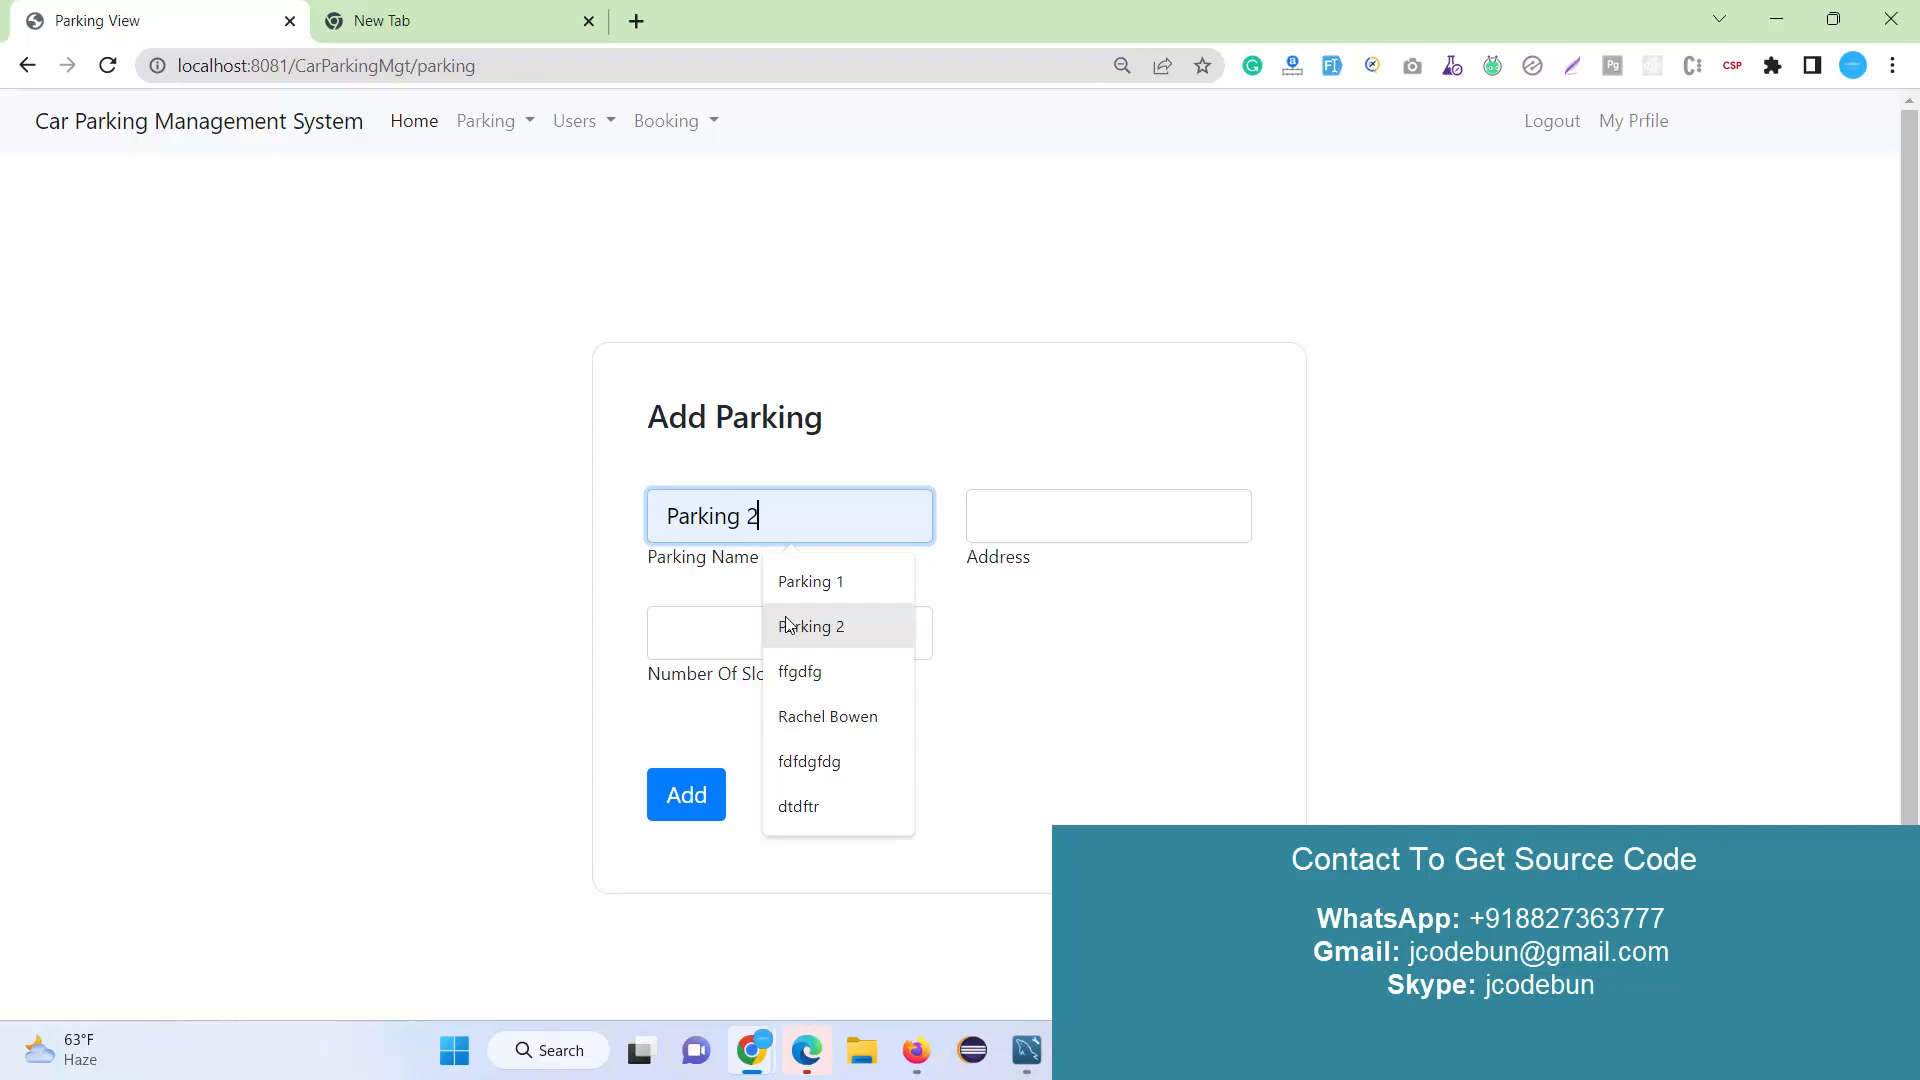 Parking View
New Tab
localhost:8081/CarParkingMgt/parking
CSP
Car Parking Management System
Home
Parking
Users
Booking
Logout
My Prfile
Add Parking
Parking 2
Parking Name
Address
Parking 1
Parking 2
ffgdfg
Number Of Slo
Rachel Bowen
fdfdgfdg
dtdftr
Add
Contact To Get Source Code
WhatsApp: +918827363777
Gmail: jcodebun@gmail.com
Skype: jcodebun
63°F
Haze
Search